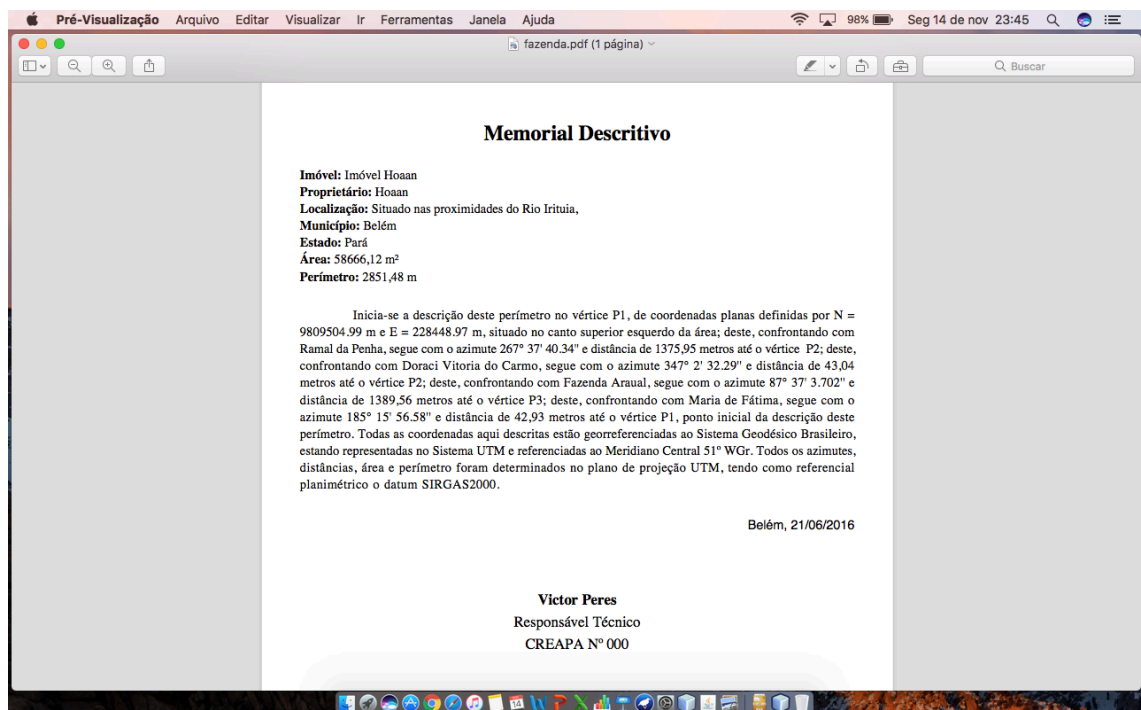 Pré-Visualização Arquivo Editar Visualizar Ir Ferramentas Janela Ajuda 98% Seg 14 de nov 23:45
fazenda.pdf (1 página)
Buscar
Memorial Descritivo
Imóvel: Imóvel Hoaan
Proprietário: Hoaan
Localização: Situado nas proximidades do Rio Irituia,
Município: Belém
Estado: Pará
Área: 58666,12 m²
Perímetro: 2851,48 m
Inicia-se a descrição deste perímetro no vértice P1, de coordenadas planas definidas por N =
9809504.99 m e E = 228448.97 m, situado no canto superior esquerdo da área; deste, confrontando com
Ramal da Penha, segue com o azimute 267° 37' 40.34" e distância de 1375,95 metros até o vértice P2; deste,
confrontando com Doraci Vitoria do Carmo, segue com o azimute 347° 2' 32.29" e distância de 43,04
metros até o vértice P2; deste, confrontando com Fazenda Araual, segue com o azimute 87° 37' 3.702" e
distância de 1389,56 metros até o vértice P3; deste, confrontando com Maria de Fátima, segue com o
azimute 185° 15' 56.58" e distância de 42,93 metros até o vértice P1, ponto inicial da descrição deste
perímetro. Todas as coordenadas aqui descritas estão georreferenciadas ao Sistema Geodésico Brasileiro,
estando representadas no Sistema UTM e referenciadas ao Meridiano Central 51º WGr. Todos os azimutes,
distâncias, área e perímetro foram determinados no plano de projeção UTM, tendo como referencial
planimétrico o datum SIRGAS2000.
Belém, 21/06/2016
Victor Peres
Responsável Técnico
CREAPA Nº 000